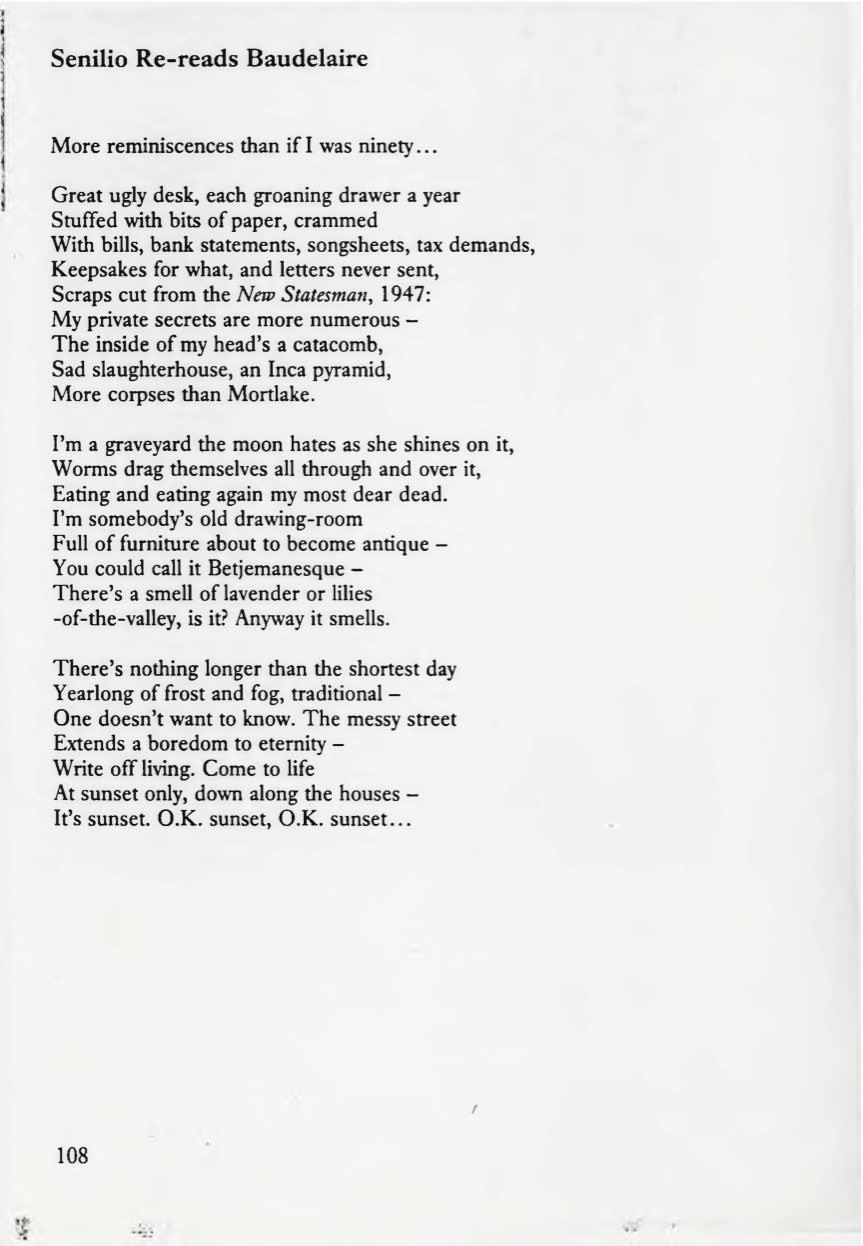 Senilio Re-reads Baudelaire
More reminiscences than if I was ninety...
Great ugly desk, each groaning drawer a year
Stuffed with bits of paper, crammed
With bills, bank statements, songsheets, tax demands,
Keepsakes for what, and letters never sent,
Scraps cut from the New Statesman, 1947:
My private secrets are more numerous –
The inside of my head's a catacomb,
Sad slaughterhouse, an Inca pyramid,
More corpses than Mortlake.
I'm a graveyard the moon hates as she shines on it,
Worms drag themselves all through and over it,
Eating and eating again my most dear dead.
I'm somebody's old drawing-room
Full of furniture about to become antique –
You could call it Betjemanesque –
There's a smell of lavender or lilies
-of-the-valley, is it? Anyway it smells.
There's nothing longer than the shortest day
Yearlong of frost and fog, traditional –
One doesn't want to know. The messy street
Extends a boredom to eternity –
Write off living. Come to life
At sunset only, down along the houses –
It's sunset. O.K. sunset, O.K. sunset...
108